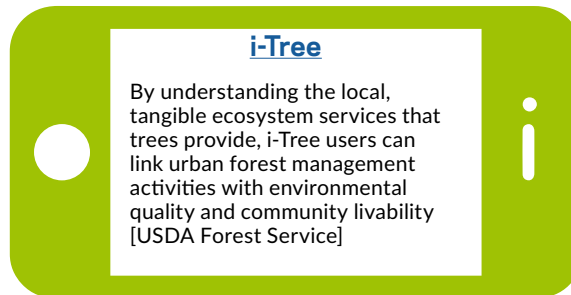 i-Tree
By understanding the local,
tangible ecosystem services that
trees provide, i-Tree users can
link urban forest management
activities with environmental
quality and community livability
[USDA Forest Service]